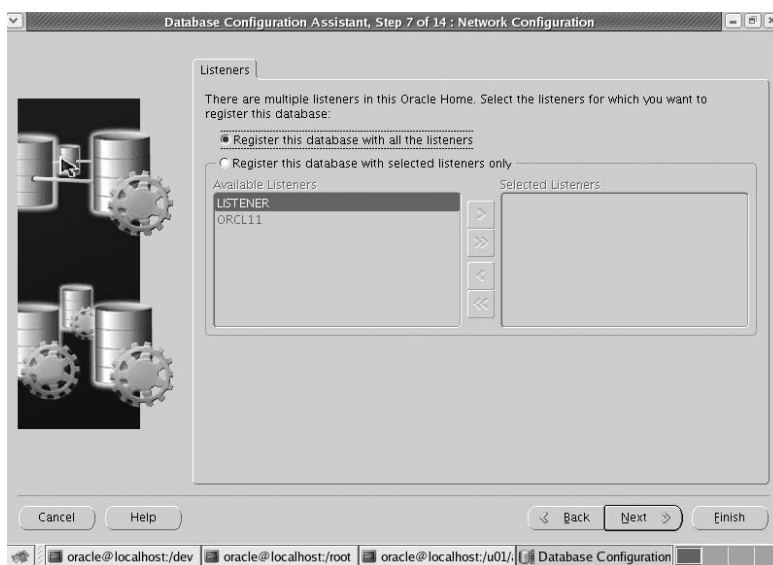 Database Configuration Assistant, Step 7 of 14 : Network Configuration
Listeners
There are multiple listeners in this Oracle Home. Select the listeners for which you want to
register this database:
Register this database with all the listeners
Register this database with selected listeners only
Available Listeners
Selected Listeners
LISTENER
ORCL11
Cancel
Help
Back
Next
Finish
oracle@localhost:/dev
oracle@localhost:/root
oracle@localhost:/u01/
Database Configuration